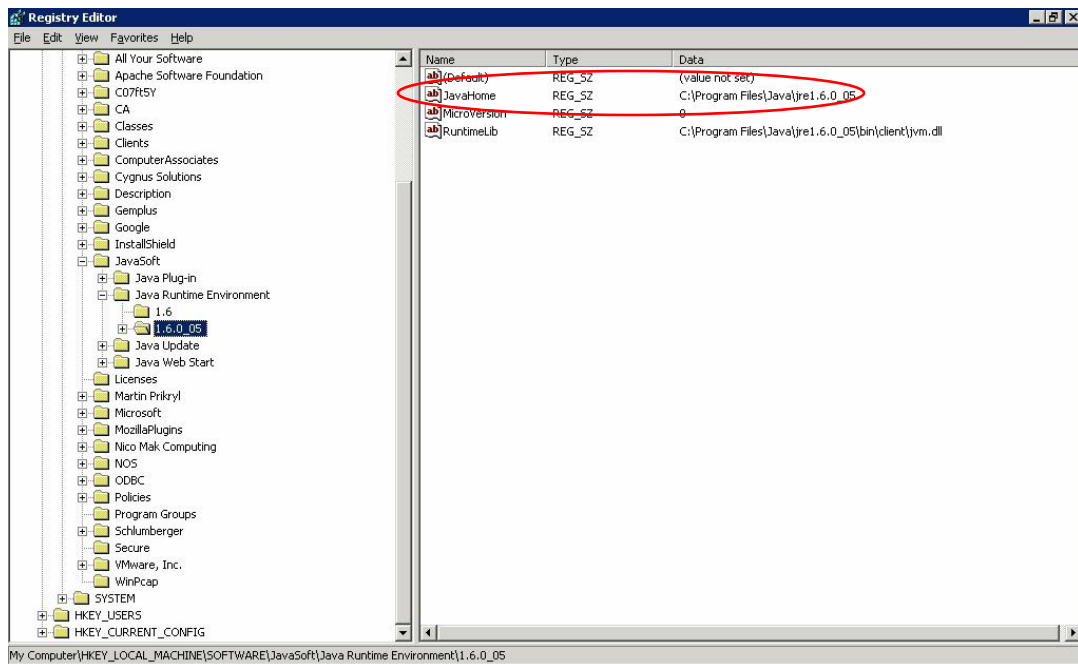 Registry Editor
File Edit View Favorites Help
All Your Software
Apache Software Foundation
C07ft5Y
CA
Classes
Clients
ComputerAssociates
Cygnus Solutions
Description
Gemplus
Google
InstallShield
JavaSoft
Java Plug-in
Java Runtime Environment
1.6
1.6.0_05
Java Update
Java Web Start
Licenses
Martin Prikryl
Microsoft
MozillaPlugins
Nico Mak Computing
NOS
ODBC
Policies
Program Groups
Schlumberger
Secure
VMware, Inc.
WinPcap
SYSTEM
HKEY_USERS
HKEY_CURRENT_CONFIG
Name Type Data
ab (Default) REG_SZ (value not set)
ab JavaHome REG_SZ C:\Program Files\Java\jre1.6.0_05
ab MicroVersion REG_SZ 0
ab RuntimeLib REG_SZ C:\Program Files\Java\jre1.6.0_05\bin\client\jvm.dll
My Computer\HKEY_LOCAL_MACHINE\SOFTWARE\JavaSoft\Java Runtime Environment\1.6.0_05